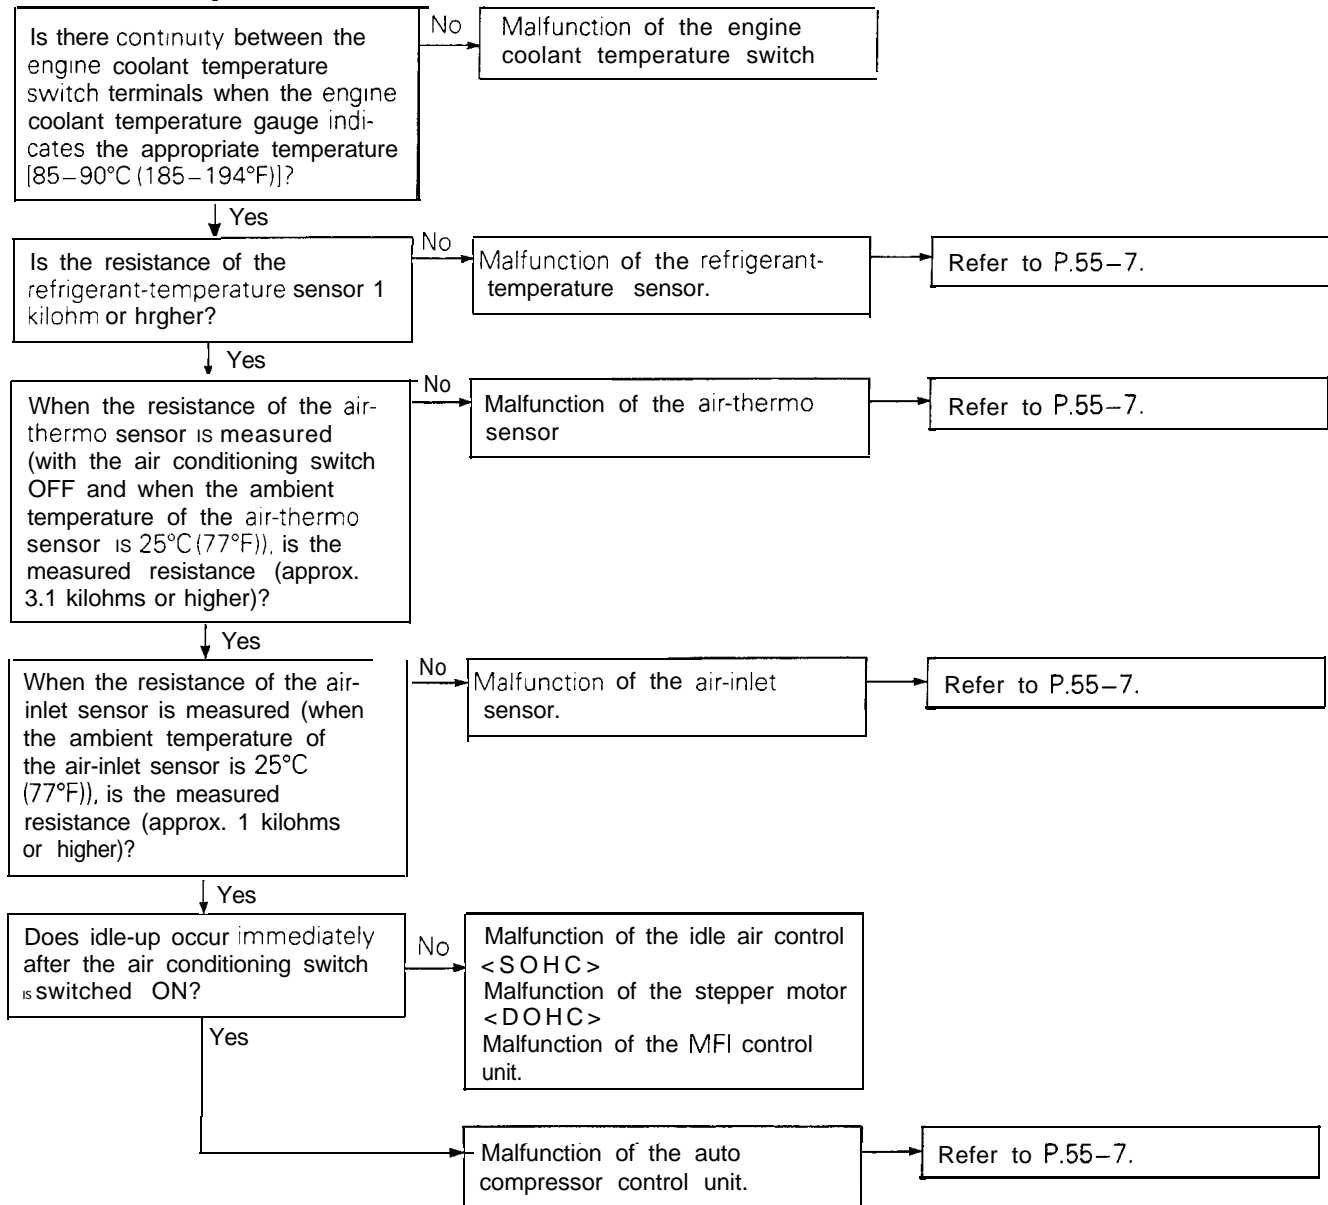 Is there continuity between the
engine coolant temperature
switch terminals when the engine
coolant temperature gauge indi-
cates the appropriate temperature
[85–90°C (185–194°F)]?
No
Malfunction of the engine
coolant temperature switch
Yes
Is the resistance of the
refrigerant-temperature sensor 1
kilohm or hrgher?
No
Malfunction of the refrigerant-
temperature sensor.
Refer to P.55–7.
Yes
When the resistance of the air-
thermo sensor is measured
(with the air conditioning switch
OFF and when the ambient
temperature of the air-thermo
sensor is 25°C (77°F)), is the
measured resistance (approx.
3.1 kilohms or higher)?
No
Malfunction of the air-thermo
sensor
Refer to P.55–7.
Yes
When the resistance of the air-
inlet sensor is measured (when
the ambient temperature of
the air-inlet sensor is 25°C
(77°F)), is the measured
resistance (approx. 1 kilohms
or higher)?
No
Malfunction of the air-inlet
sensor.
Refer to P.55–7.
Yes
Does idle-up occur immediately
after the air conditioning switch
is switched ON?
No
Malfunction of the idle air control
<SOHC>
Malfunction of the stepper motor
<DOHC>
Malfunction of the MFI control
unit.
Yes
Malfunction of the auto
compressor control unit.
Refer to P.55–7.